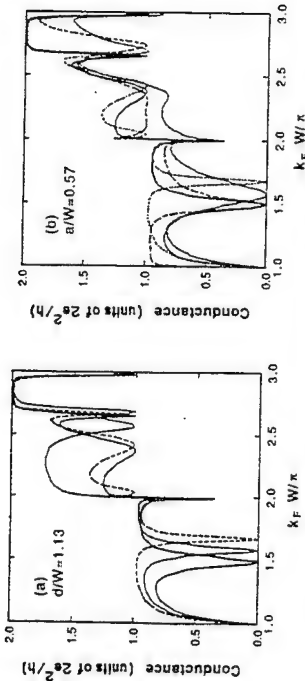 (a)
d/W=1.13
Conductance (units of 2e²/h)
2.0
1.5
1.0
0.5
0.0
1.0 1.5 2.0 2.5 3.0
k_F W/π
(b)
a/W=0.57
Conductance (units of 2e²/h)
2.0
1.5
1.0
0.5
0.0
1.0 1.5 2.0 2.5 3.0
k_F W/π